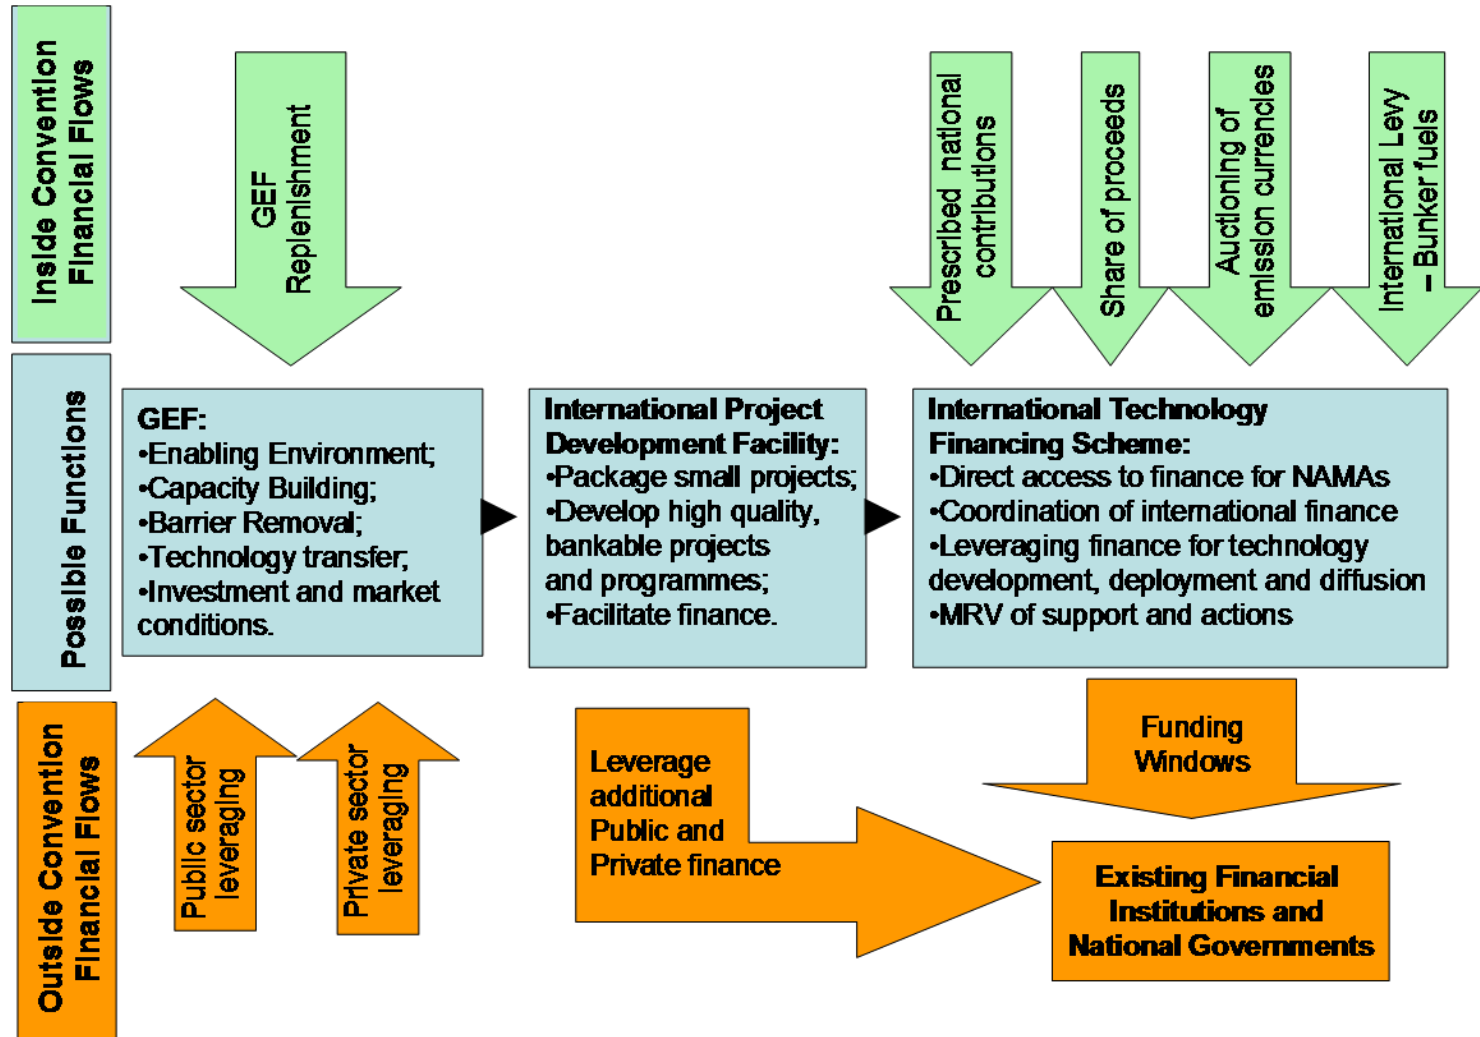 Inside Convention
Financial Flows
GEF
Replenishment
Prescribed national
contributions
Share of proceeds
Auctioning of
emission currencies
International Levy
– Bunker fuels
Possible Functions
GEF:
•Enabling Environment;
•Capacity Building;
•Barrier Removal;
•Technology transfer;
•Investment and market
conditions.
International Project
Development Facility:
•Package small projects;
•Develop high quality,
bankable projects
and programmes;
•Facilitate finance.
International Technology
Financing Scheme:
•Direct access to finance for NAMAs
•Coordination of international finance
•Leveraging finance for technology
development, deployment and diffusion
•MRV of support and actions
Outside Convention
Financial Flows
Public sector
leveraging
Private sector
leveraging
Leverage
additional
Public and
Private finance
Funding
Windows
Existing Financial
Institutions and
National Governments